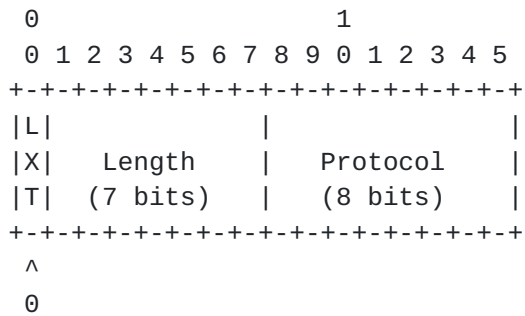 0                   1
 0 1 2 3 4 5 6 7 8 9 0 1 2 3 4 5
+-+-+-+-+-+-+-+-+-+-+-+-+-+-+-+-+
|L|             |               |
|X|   Length    |   Protocol    |
|T|  (7 bits)   |   (8 bits)    |
+-+-+-+-+-+-+-+-+-+-+-+-+-+-+-+-+
 ^
 0